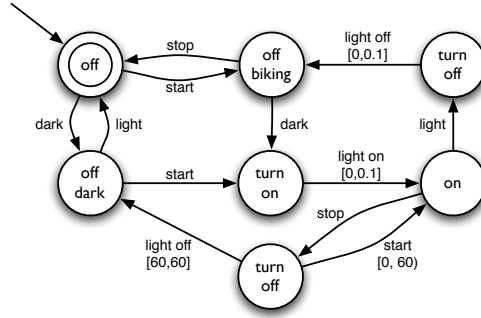 stop
off
start
off
biking
light off
[0,0.1]
turn
off
dark
light
dark
light
off
dark
start
turn
on
light on
[0,0.1]
on
stop
light off
[60,60]
turn
off
start
[0, 60)